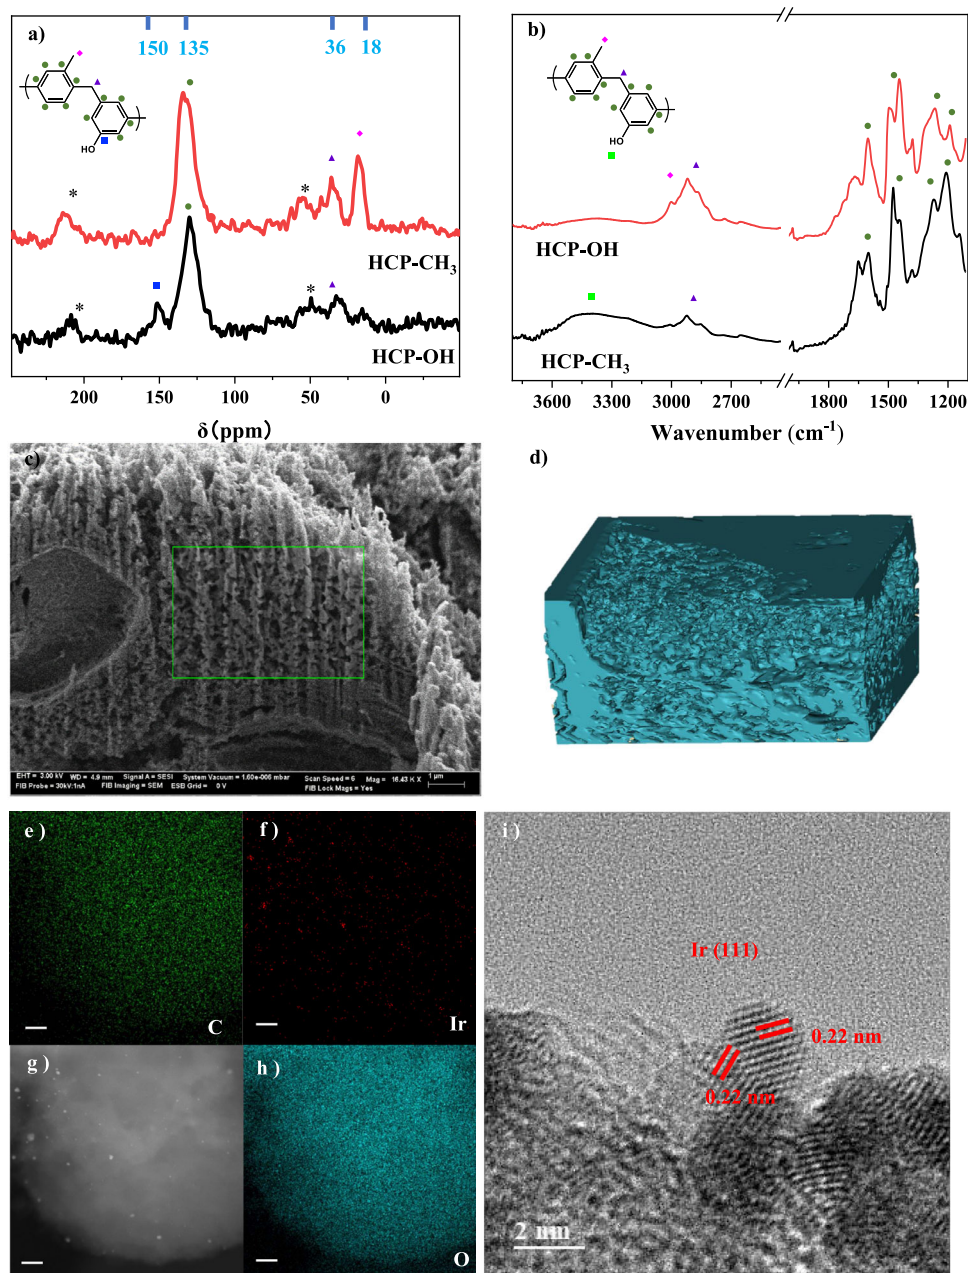 a)
150 135 36 18
HO
*
*
HCP-CH3
*
*
HCP-OH
200 150 100 50 0
δ(ppm)
b)
HO
HCP-OH
HCP-CH3
3600 3300 3000 2700 1800 1500 1200
Wavenumber (cm-1)
c)
EHT = 3.00 kV WD = 4.9 mm Signal A = SESI System Vacuum = 1.60e-006 mbar Scan Speed = 6 Mag = 16.43 K X 1 µm
FIB Probe = 30kV:1nA FIB Imaging = SEM ESB Grid = 0 V FIB Lock Mags = Yes
d)
e )
C
f )
Ir
g )
h )
O
i )
Ir (111)
0.22 nm
0.22 nm
2 nm